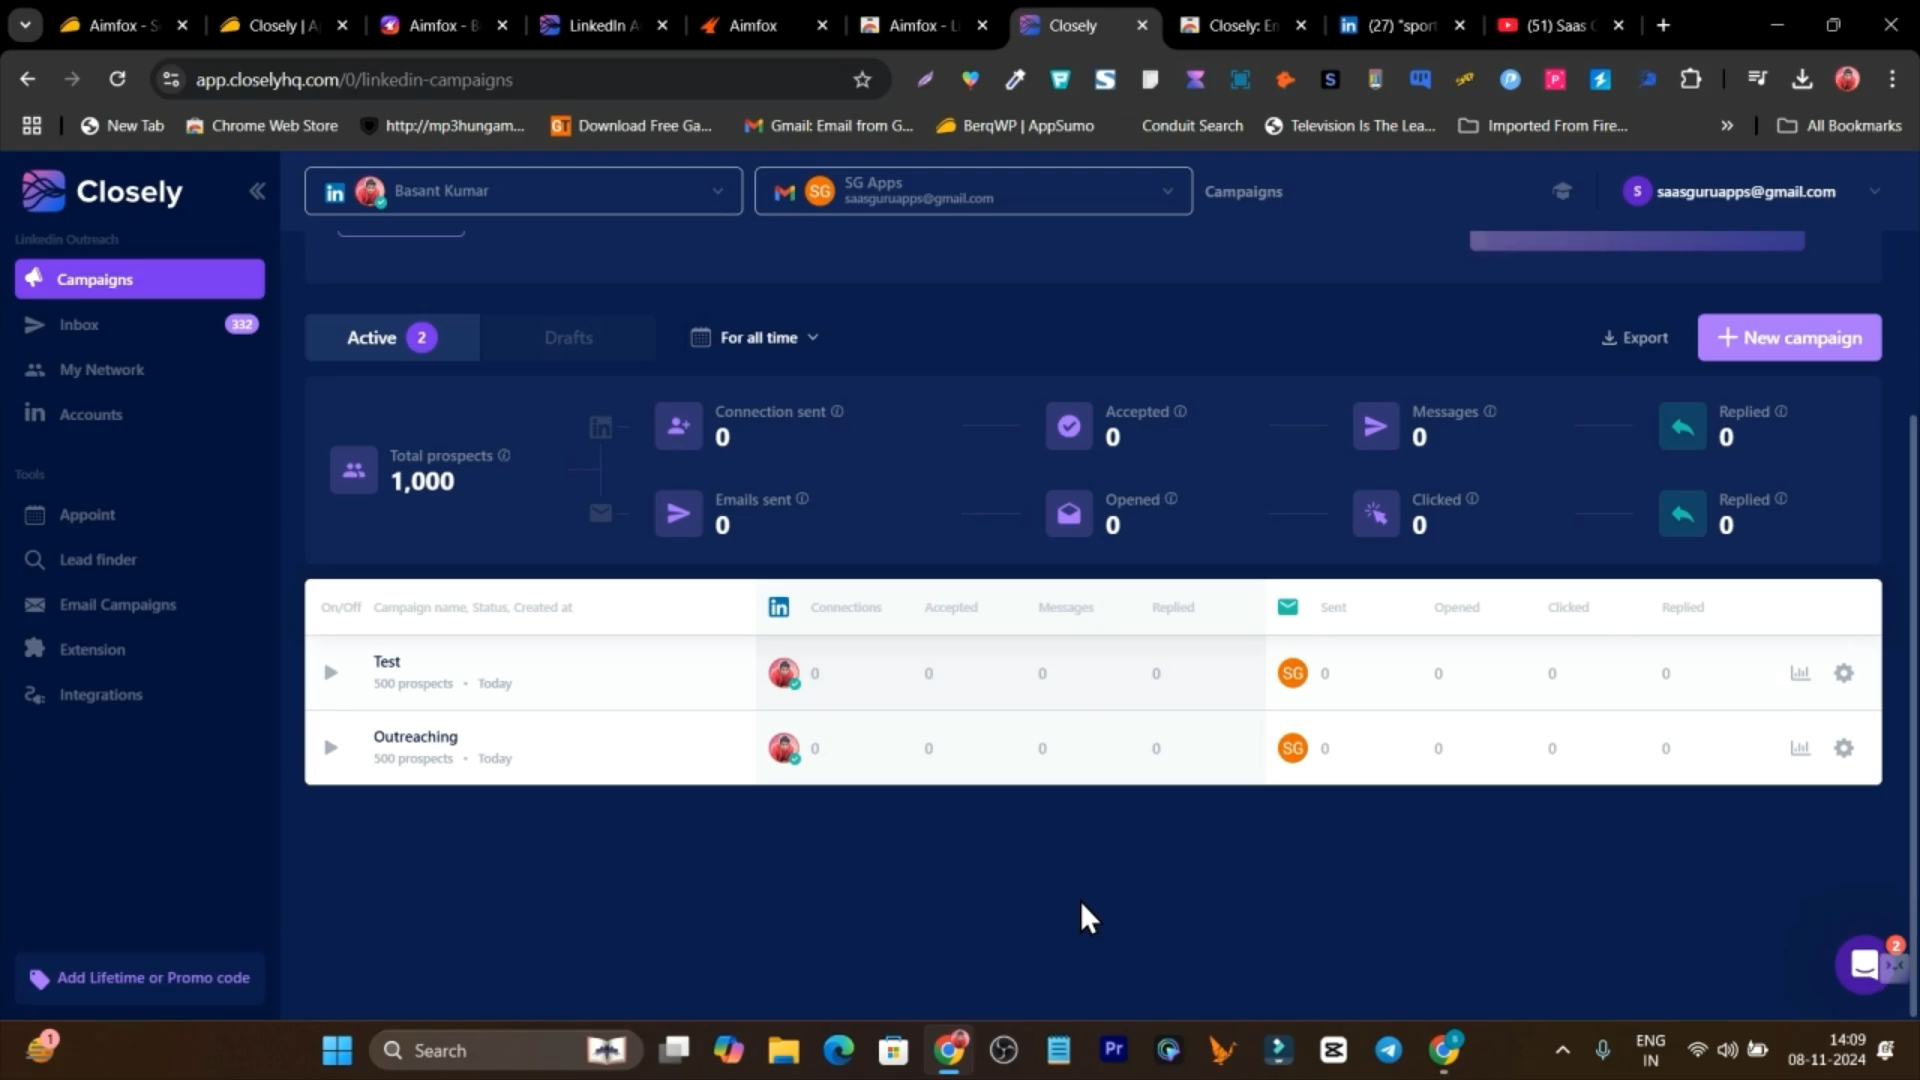 Aimfox - S
Closely | A
Aimfox - B
LinkedIn A
Aimfox
Aimfox - Li
Closely
Closely: En
(27) "sport
(51) Saas
app.closelyhq.com/0/linkedin-campaigns
New Tab
Chrome Web Store
http://mp3hungam...
Download Free Ga...
Gmail: Email from G...
BerqWP | AppSumo
Conduit Search
Television Is The Lea...
Imported From Fire...
All Bookmarks
Closely
Basant Kumar
SG
SG Apps
saasguruapps@gmail.com
Campaigns
S
saasguruapps@gmail.com
Linkedin Outreach
Campaigns
Inbox
332
My Network
Accounts
Tools
Appoint
Lead finder
Email Campaigns
Extension
Integrations
Add Lifetime or Promo code
Active 2
Drafts
For all time
Export
+ New campaign
Total prospects
1,000
Connection sent
0
Accepted
0
Messages
0
Replied
0
Emails sent
0
Opened
0
Clicked
0
Replied
0
On/Off Campaign name, Status, Created at
Connections Accepted Messages Replied
Sent Opened Clicked Replied
Test
500 prospects • Today
0 0 0 0 SG 0 0 0 0
Outreaching
500 prospects • Today
0 0 0 0 SG 0 0 0 0
2
1
Search
Pr
ENG
IN
14:09
08-11-2024